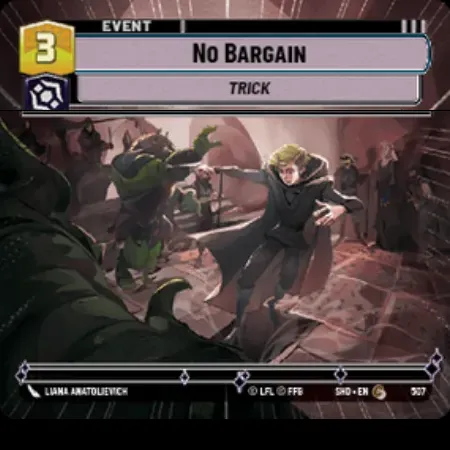 EVENT
3
NO BARGAIN
TRICK
LIANA ANATOLIEVICH
© LFL © FFG
SHD • EN
507